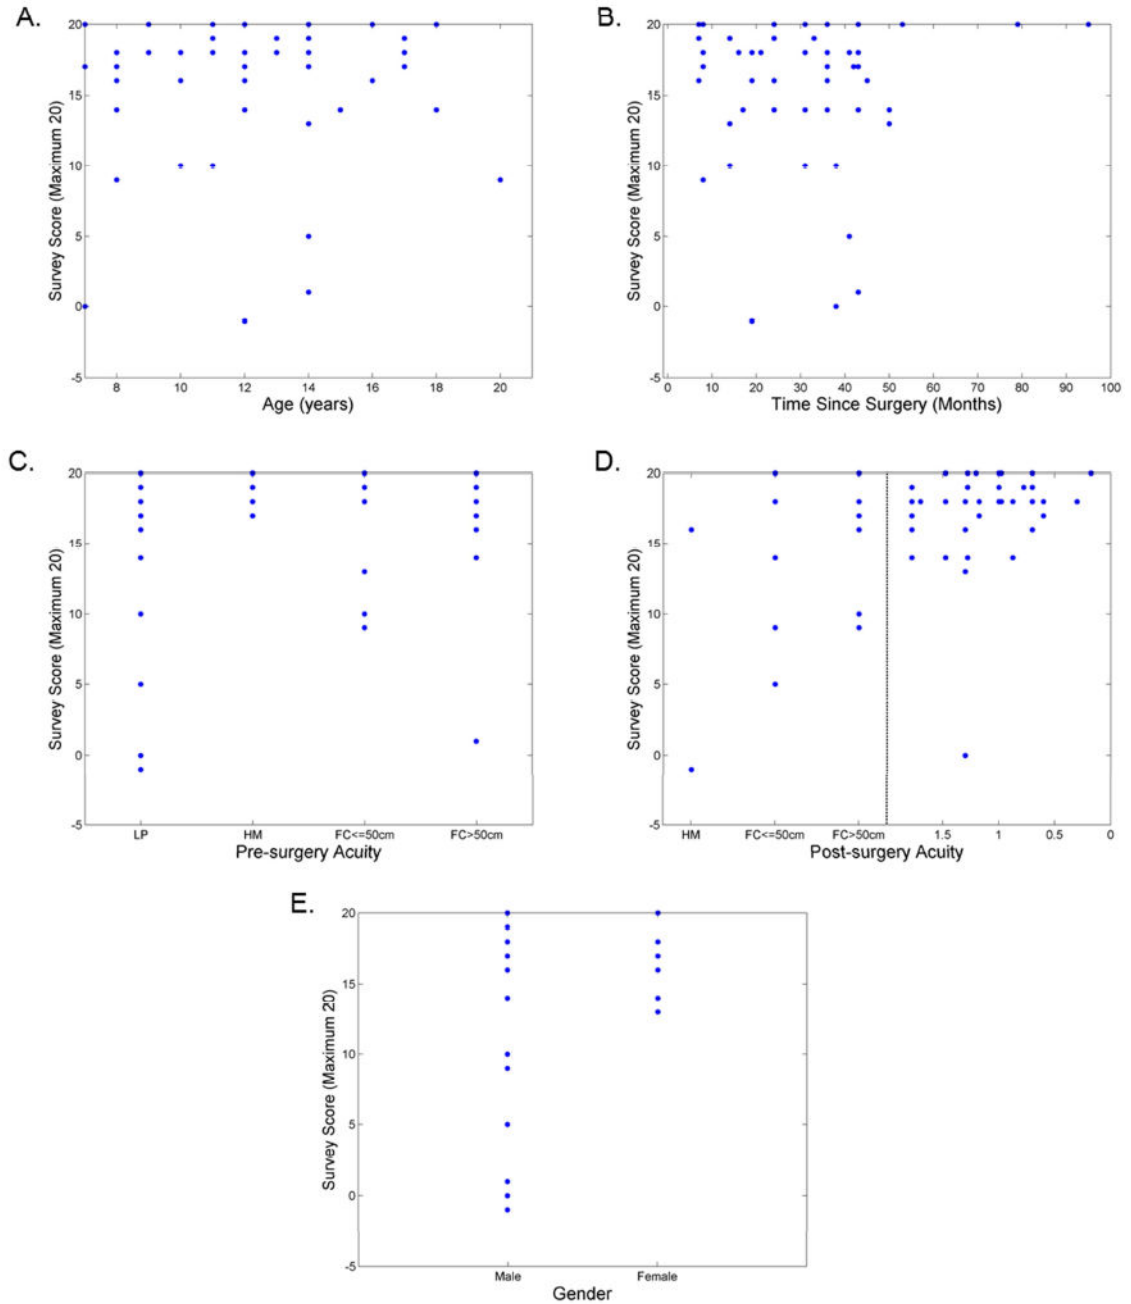 A.
Survey Score (Maximum 20)
20
15
10
5
0
-5
8 10 12 14 16 18 20
Age (years)
B.
Survey Score (Maximum 20)
20
15
10
5
0
-5
0 10 20 30 40 50 60 70 80 90 100
Time Since Surgery (Months)
C.
Survey Score (Maximum 20)
20
15
10
5
0
-5
LP HM FC<=50cm FC>50cm
Pre-surgery Acuity
D.
Survey Score (Maximum 20)
20
15
10
5
0
-5
HM FC<=50cm FC>50cm 1.5 1 0.5 0
Post-surgery Acuity
E.
Survey Score (Maximum 20)
20
15
10
5
0
-5
Male Female
Gender